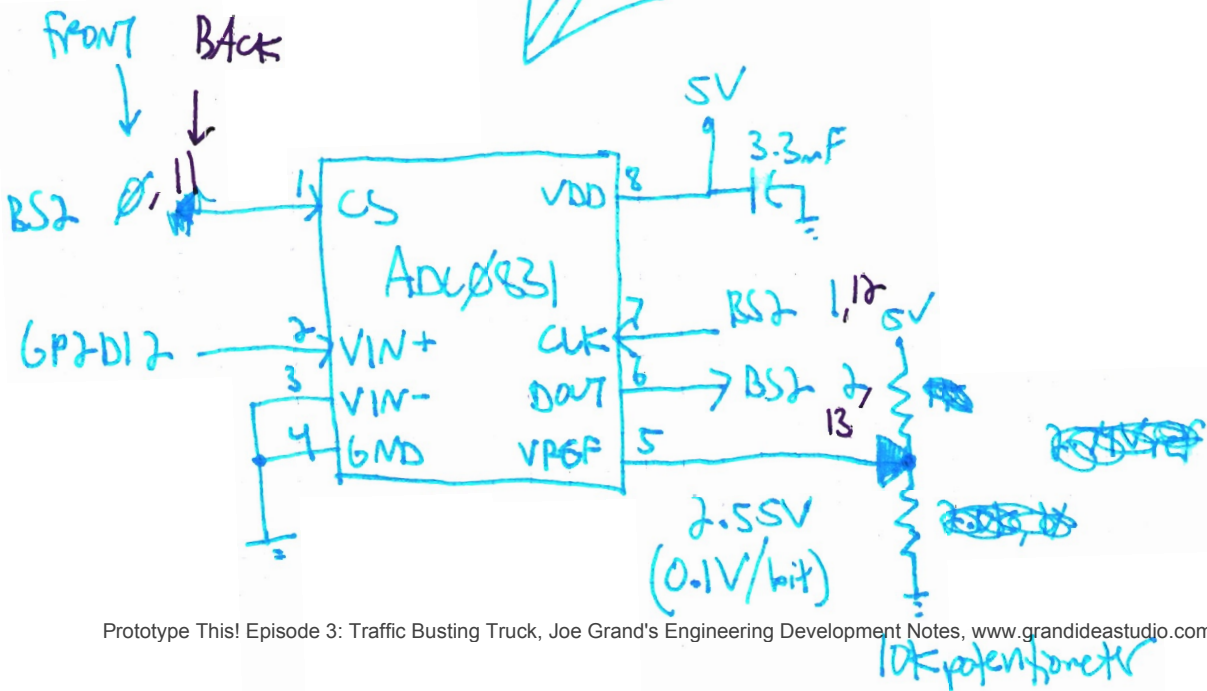 FRONT BACK
5V
3.3mF
BS2 Ø, 11
1 CS
VDD 8
ADCØ831
7 CLK
BS2 1, 12
5V
GP2D12
2 VIN+
6 DOUT
BS2 2, 13
3 VIN-
4 GND
VREF 5
2.55V
(0.1V/bit)
Prototype This! Episode 3: Traffic Busting Truck, Joe Grand's Engineering Development Notes, www.grandideastudio.com
10K potentiometer